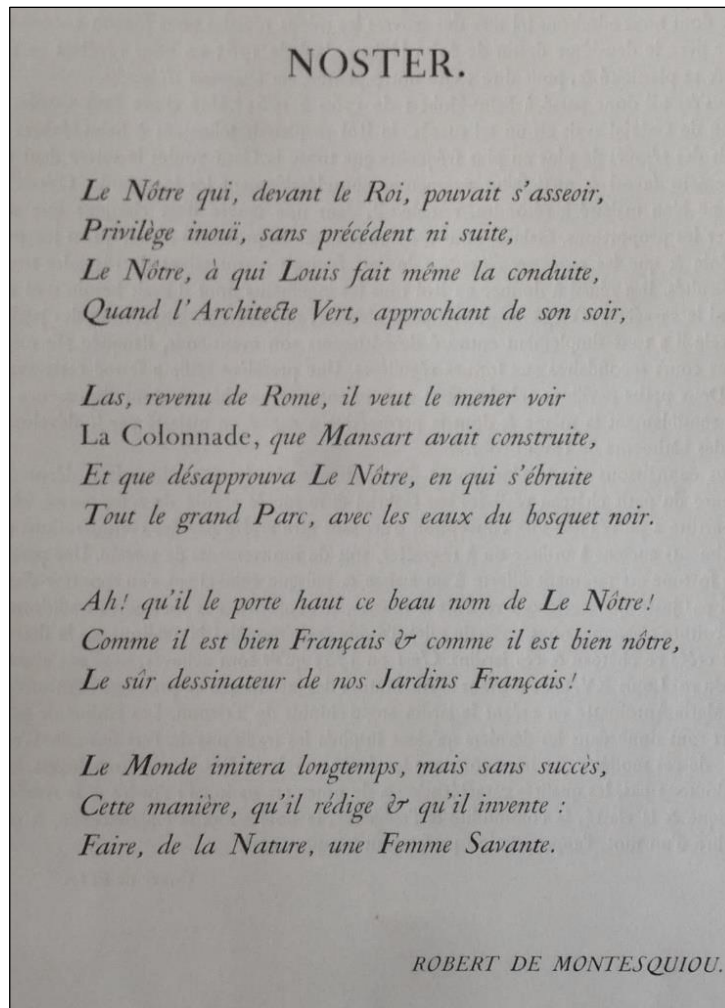 NOSTER.
Le Nôtre qui, devant le Roi, pouvait s'asseoir,
Privilège inouï, sans précédent ni suite,
Le Nôtre, à qui Louis fait même la conduite,
Quand l'Architecte Vert, approchant de son soir,
Las, revenu de Rome, il veut le mener voir
La Colonnade, que Mansart avait construite,
Et que désapprouva Le Nôtre, en qui s'ébruite
Tout le grand Parc, avec les eaux du bosquet noir.
Ah! qu'il le porte haut ce beau nom de Le Nôtre!
Comme il est bien Français & comme il est bien nôtre,
Le sûr dessinateur de nos Jardins Français!
Le Monde imitera longtemps, mais sans succès,
Cette manière, qu'il rédige & qu'il invente :
Faire, de la Nature, une Femme Savante.
ROBERT DE MONTESQUIOU.